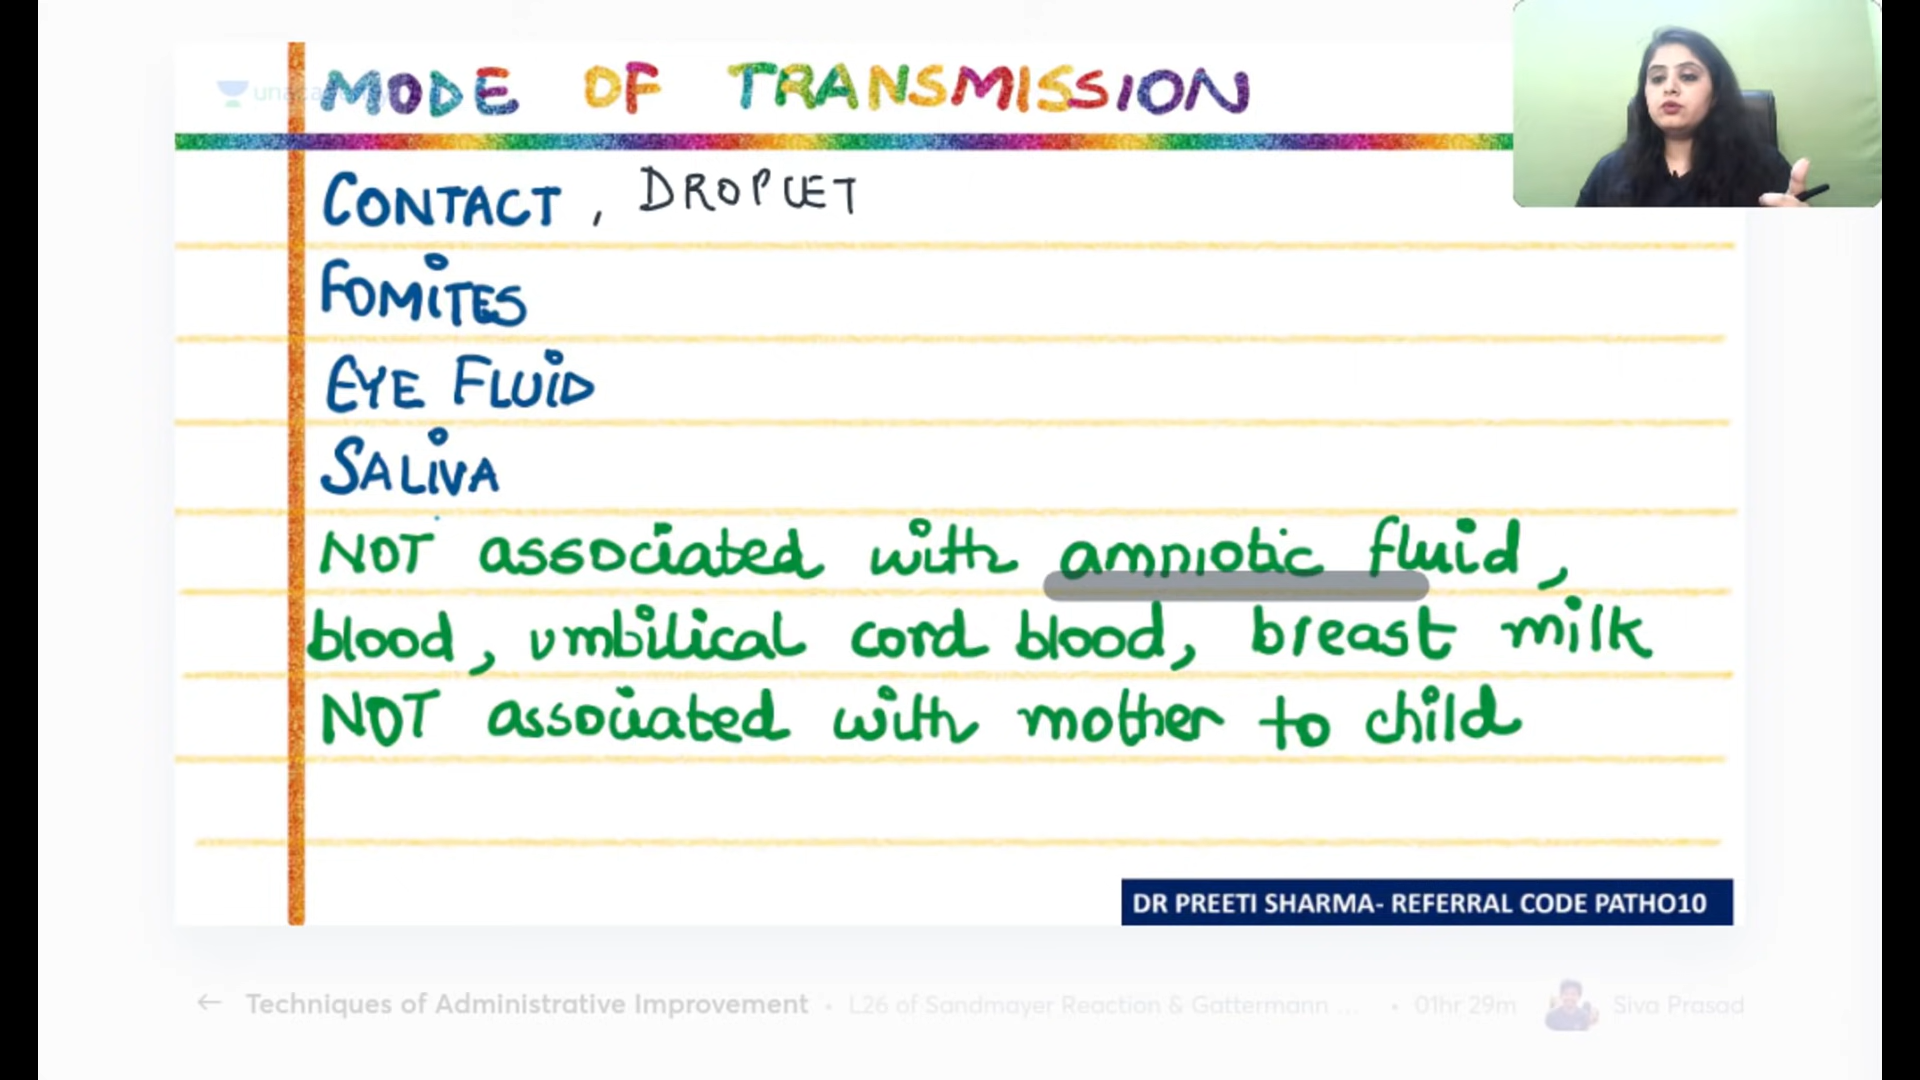 unacademy
MODE OF TRANSMISSION
CONTACT, DROPLET
FOMITES
EYE FLUID
SALIVA
NOT associated with amniotic fluid,
blood, umbilical cord blood, breast milk
NOT associated with mother to child
DR PREETI SHARMA- REFERRAL CODE PATHO10
← Techniques of Administrative Improvement • L26 of Sandmayer Reaction & Gattermann ... • 01hr 29m Siva Prasad